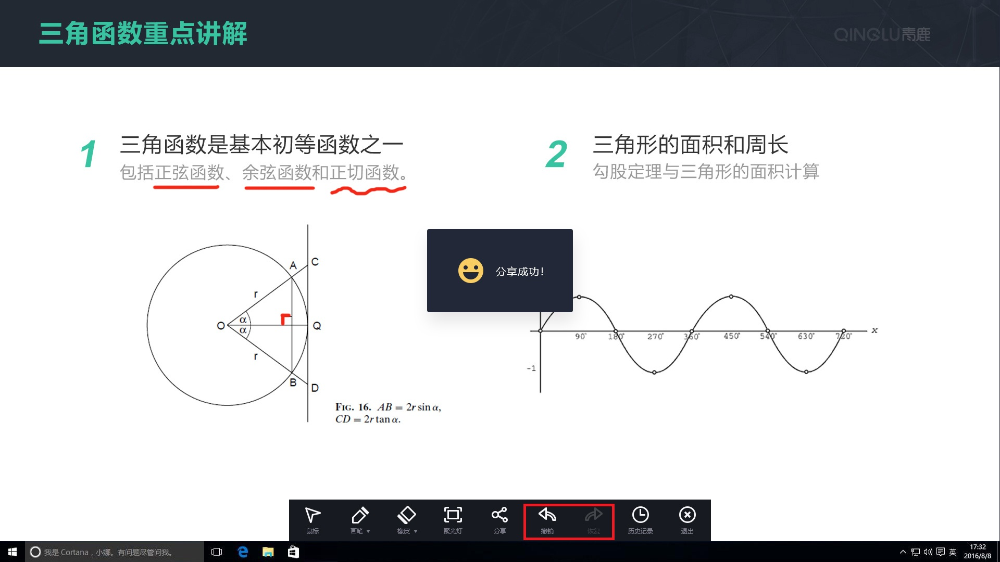 三角函数重点讲解
QINGLU青鹿
1
三角函数是基本初等函数之一
包括正弦函数、余弦函数和正切函数。
2
三角形的面积和周长
勾股定理与三角形的面积计算
A
C
r
O
α
α
Q
r
B
D
FIG. 16. AB = 2r sin α,
CD = 2r tan α.
分享成功！
x
90°
180°
270°
360°
450°
540°
630°
720°
-1
鼠标
画笔
橡皮
聚光灯
分享
撤销
恢复
历史记录
退出
我是 Cortana，小娜。有问题尽管问我。
英
17:32
2016/8/8